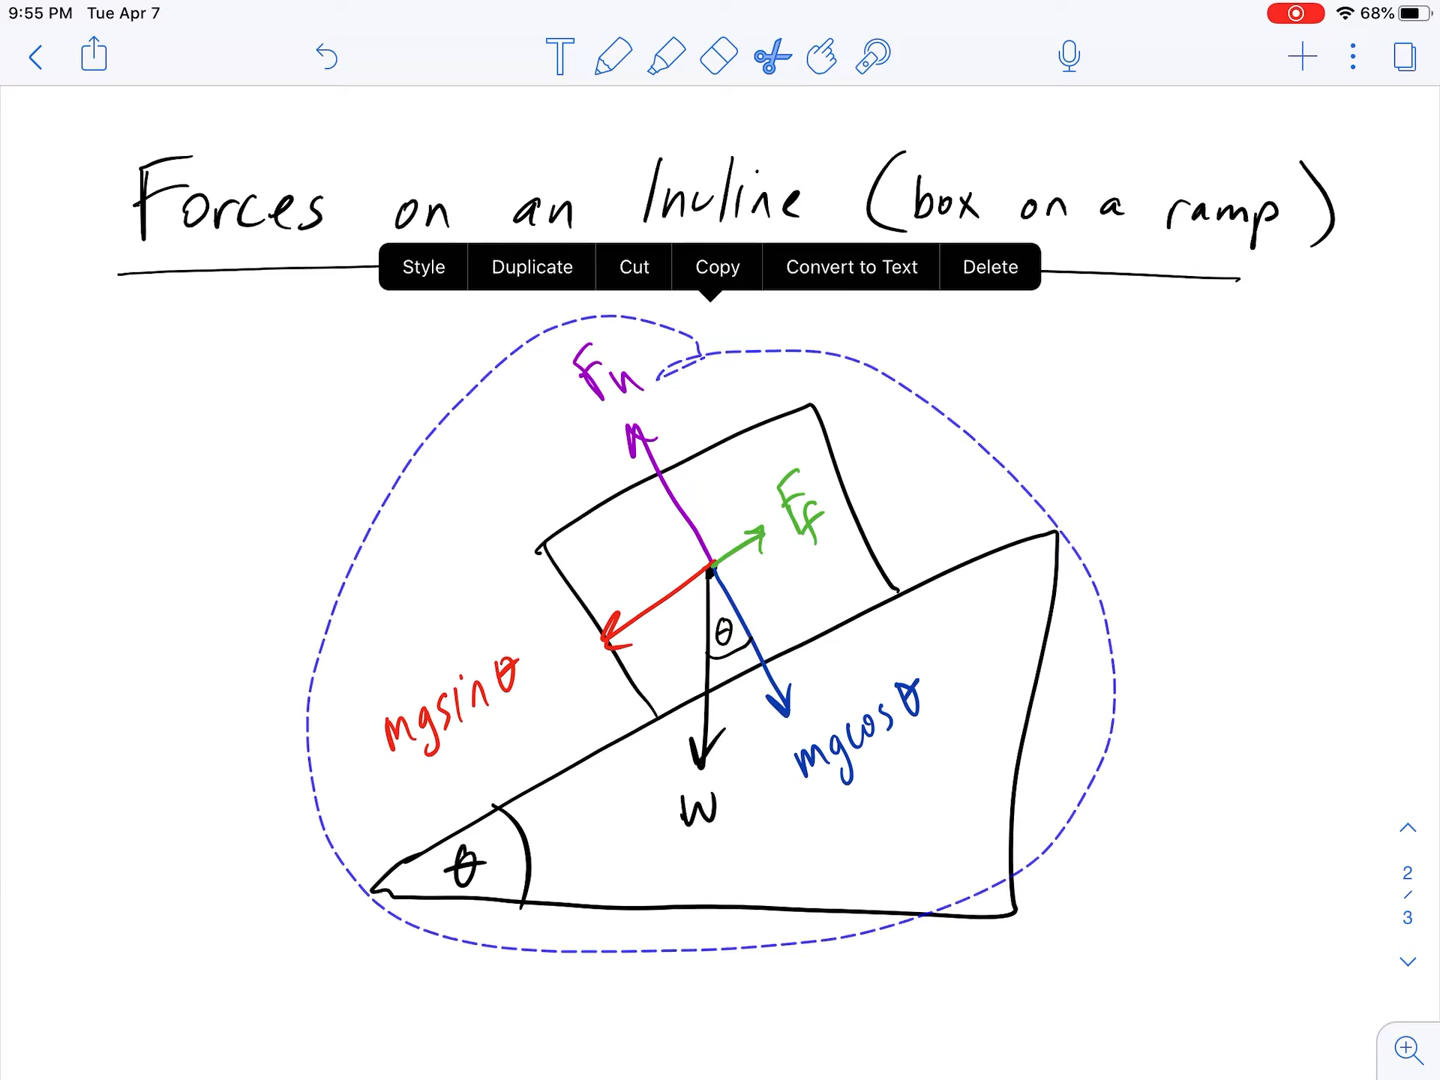 9:55 PM Tue Apr 7 68%
T
Forces on an Incline (box on a ramp)
Style Duplicate Cut Copy Convert to Text Delete
Fn
Ff
θ
mgsinθ
mgcosθ
W
θ
2
/
3